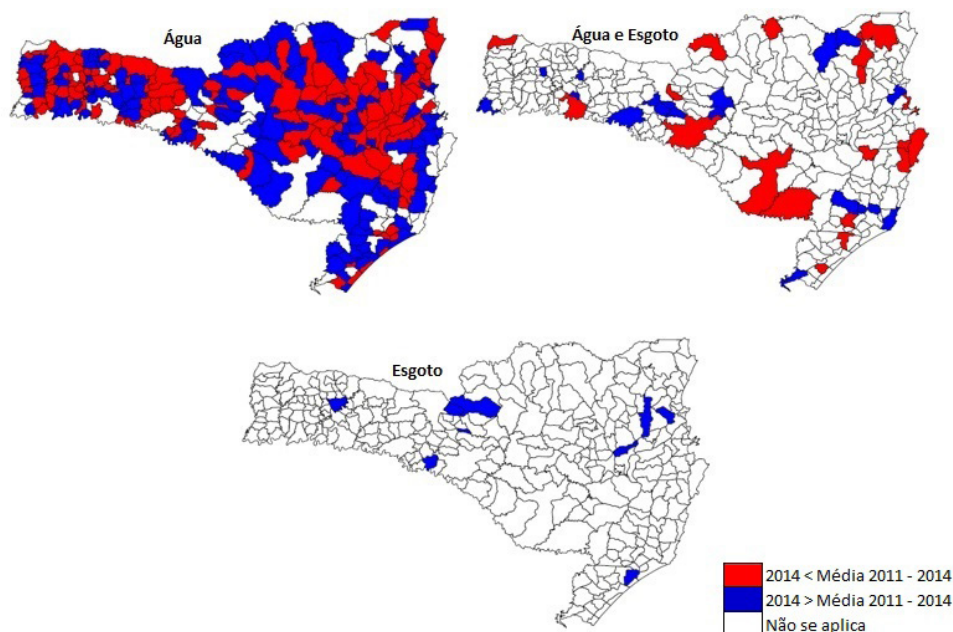 Água
Água e Esgoto
Esgoto
2014 < Média 2011 - 2014
2014 > Média 2011 - 2014
Não se aplica